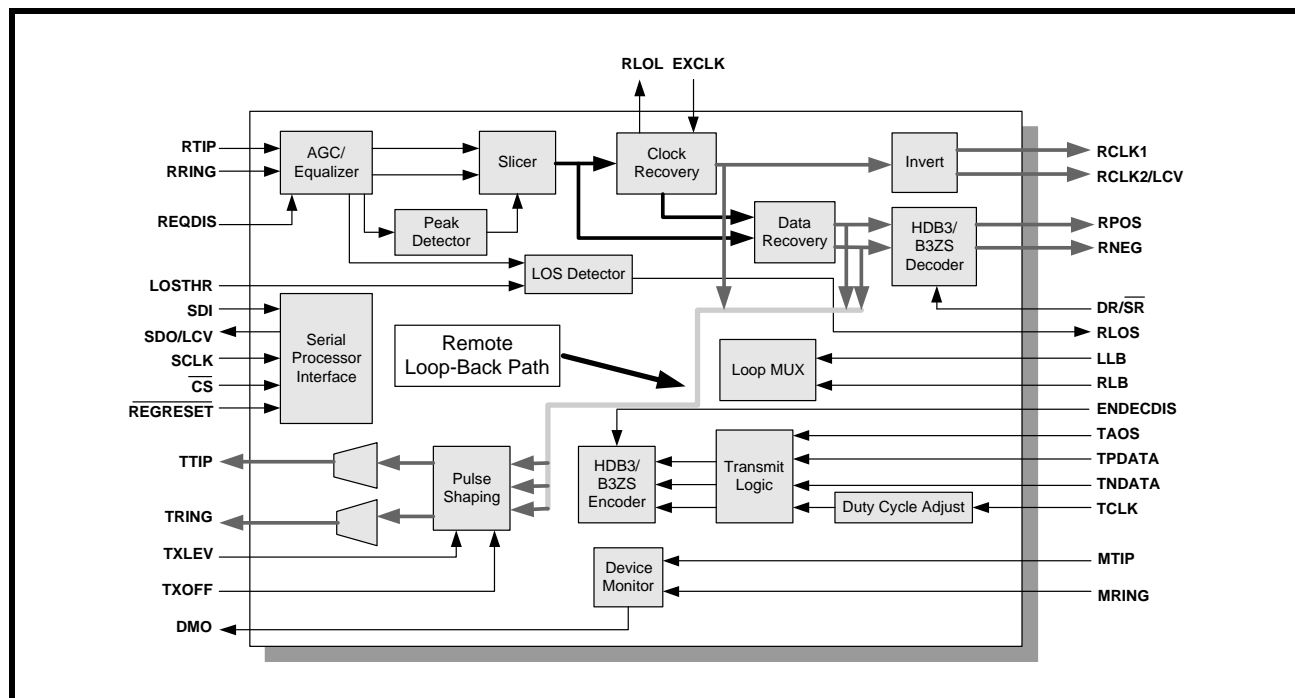 RLOL EXCLK
RTIP
RRING
REQDIS
AGC/
Equalizer
Slicer
Clock
Recovery
Invert
RCLK1
RCLK2/LCV
Peak
Detector
Data
Recovery
HDB3/
B3ZS
Decoder
RPOS
RNEG
LOSTHR
LOS Detector
SDI
SDO/LCV
SCLK
CS
REGRESET
Serial
Processor
Interface
Remote
Loop-Back Path
Loop MUX
DR/SR
RLOS
LLB
RLB
ENDECDIS
TAOS
TPDATA
TNDATA
TCLK
TTIP
TRING
TXLEV
TXOFF
DMO
Pulse
Shaping
HDB3/
B3ZS
Encoder
Transmit
Logic
Duty Cycle Adjust
Device
Monitor
MTIP
MRING